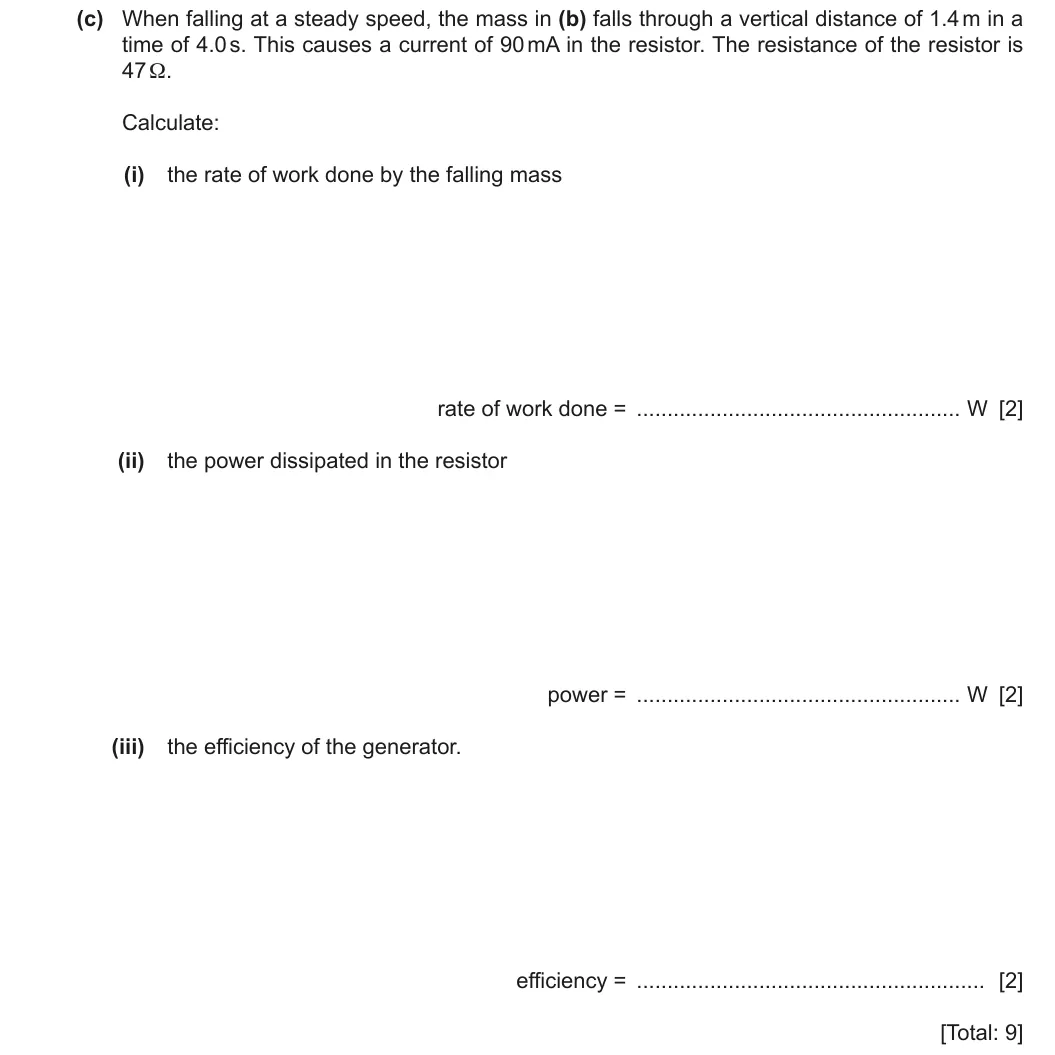 (c) When falling at a steady speed, the mass in (b) falls through a vertical distance of 1.4 m in a
time of 4.0 s. This causes a current of 90 mA in the resistor. The resistance of the resistor is
47 Ω.
Calculate:
(i) the rate of work done by the falling mass
rate of work done = ..................................................... W [2]
(ii) the power dissipated in the resistor
power = ..................................................... W [2]
(iii) the efficiency of the generator.
efficiency = ......................................................... [2]
[Total: 9]